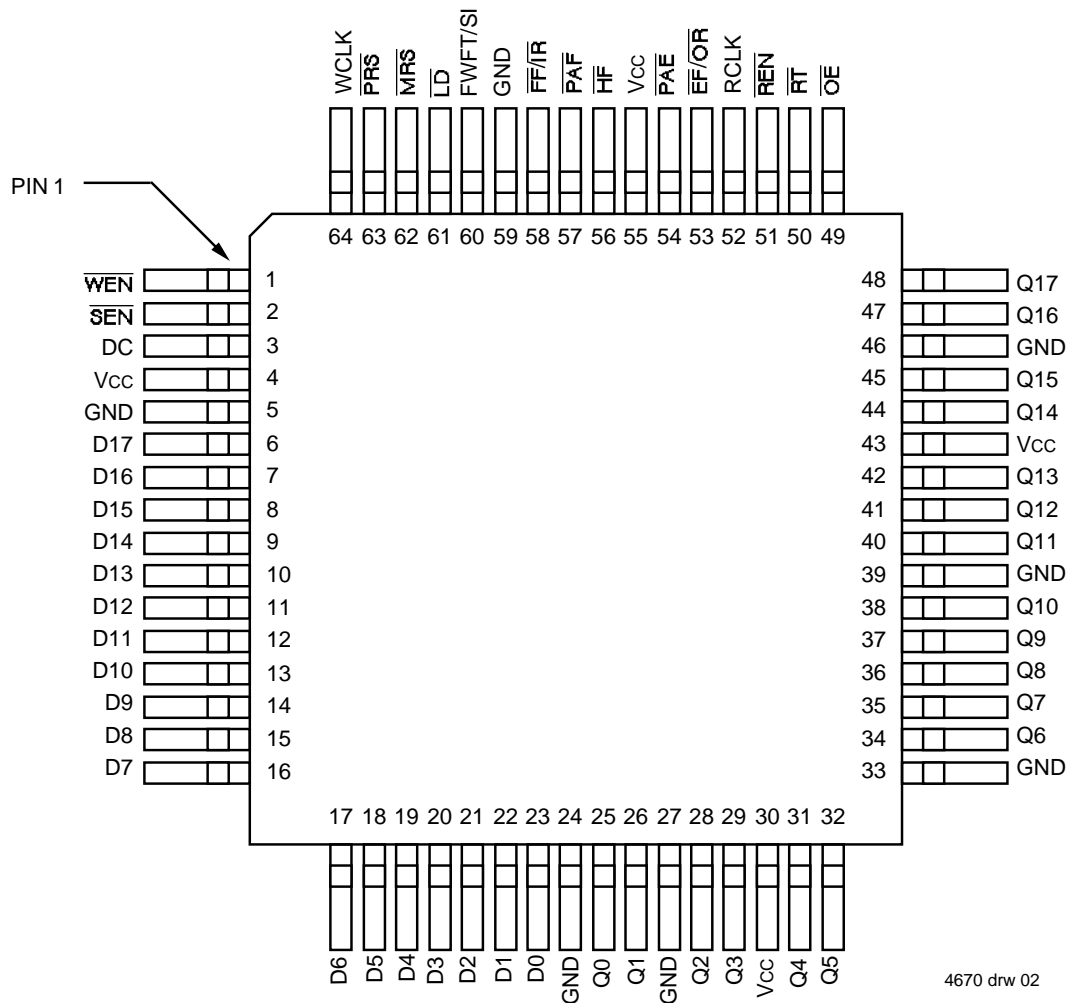 WCLK
PRS
MRS
LD
FWFT/SI
GND
FF/IR
PAF
HF
VCC
PAE
EF/OR
RCLK
REN
RT
OE
PIN 1
64 63 62 61 60 59 58 57 56 55 54 53 52 51 50 49
WEN 1 48 Q17
SEN 2 47 Q16
DC 3 46 GND
VCC 4 45 Q15
GND 5 44 Q14
D17 6 43 VCC
D16 7 42 Q13
D15 8 41 Q12
D14 9 40 Q11
D13 10 39 GND
D12 11 38 Q10
D11 12 37 Q9
D10 13 36 Q8
D9 14 35 Q7
D8 15 34 Q6
D7 16 33 GND
17 18 19 20 21 22 23 24 25 26 27 28 29 30 31 32
D6
D5
D4
D3
D2
D1
D0
GND
Q0
Q1
GND
Q2
Q3
VCC
Q4
Q5
4670 drw 02